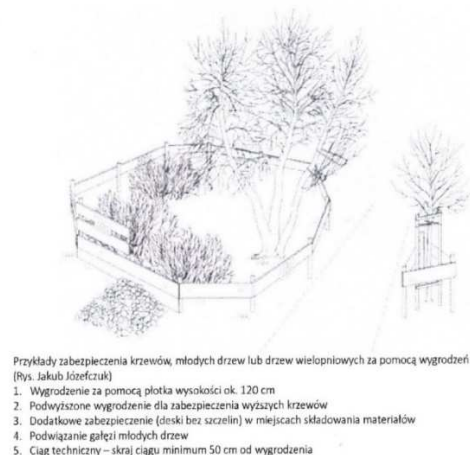 Przykłady zabezpieczenia krzewów, młodych drzew lub drzew wielopniowych za pomocą wygrodzeń
(Rys. Jakub Józefczuk)
1. Wygrodzenie za pomocą płotka wysokości ok. 120 cm
2. Podwyższone wygrodzenie dla zabezpieczenia wyższych krzewów
3. Dodatkowe zabezpieczenie (deski bez szczelin) w miejscach składowania materiałów
4. Podwiązanie gałęzi młodych drzew
5. Ciąg techniczny – skraj ciągu minimum 50 cm od wygrodzenia